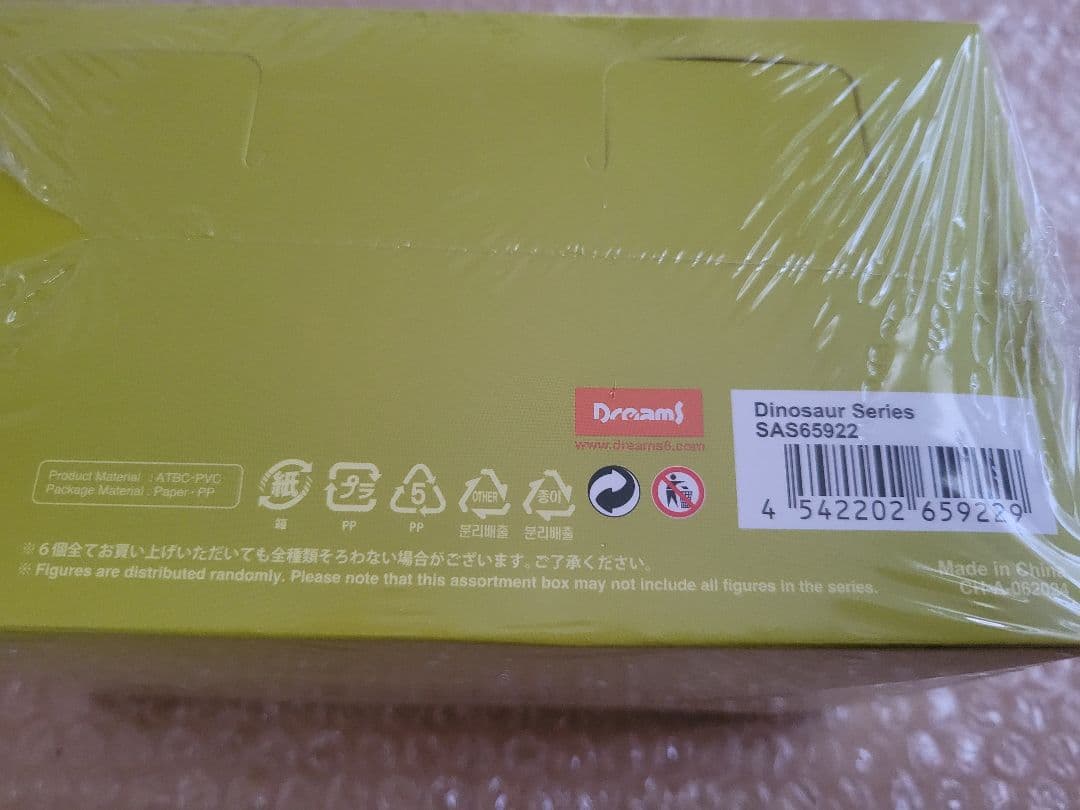 Dreams
www.dreams6.com
Dinosaur Series
SAS65922
4 542202 659229
Product Material : ATBC-PVC
Package Material : Paper・PP
紙
箱
プラ
PP
5
PP
OTHER
분리배출
종이
분리배출
※６個全てお買い上げいただいても全種類そろわない場合がございます。ご了承ください。
※ Figures are distributed randomly. Please note that this assortment box may not include all figures in the series.
Made in China